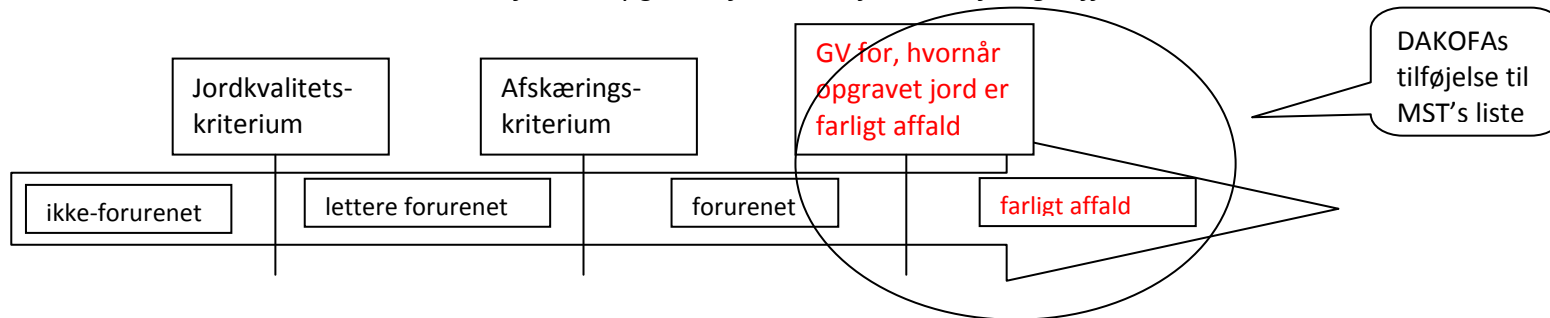 Jordkvalitets-
kriterium
Afskærings-
kriterium
GV for, hvornår
opgravet jord er
farligt affald
DAKOFAs
tilføjelse til
MST's liste
ikke-forurenet
lettere forurenet
forurenet
farligt affald